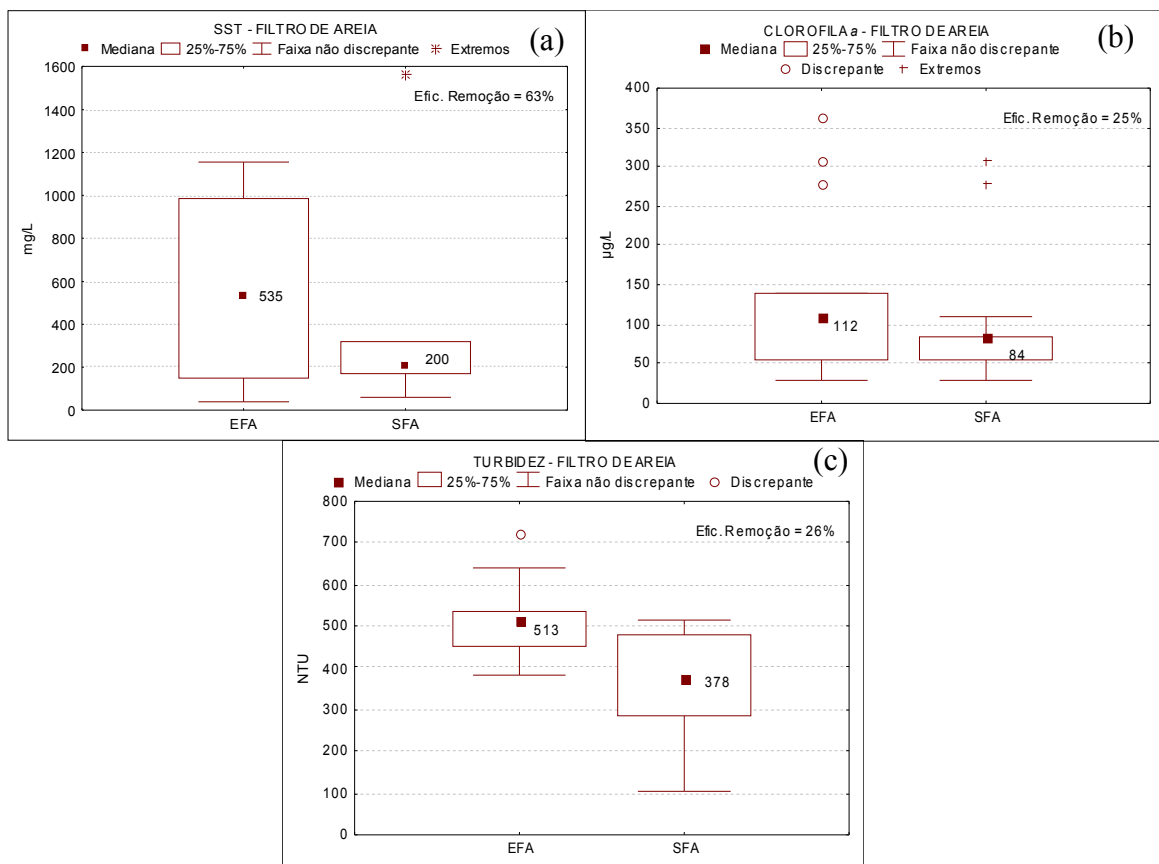 SST - FILTRO DE AREIA
(a)
Mediana 25%-75% Faixa não discrepante Extremos
Efic. Remoção = 63%
1600
1400
1200
1000
800
600
400
200
0
mg/L
535
200
EFA SFA
(b)
CLOROFILA a - FILTRO DE AREIA
Mediana 25%-75% Faixa não discrepante
Discrepante Extremos
Efic. Remoção = 25%
400
350
300
250
200
150
100
50
0
µg/L
112
84
EFA SFA
(c)
TURBIDEZ - FILTRO DE AREIA
Mediana 25%-75% Faixa não discrepante Discrepante
Efic. Remoção = 26%
800
700
600
500
400
300
200
100
0
NTU
513
378
EFA SFA